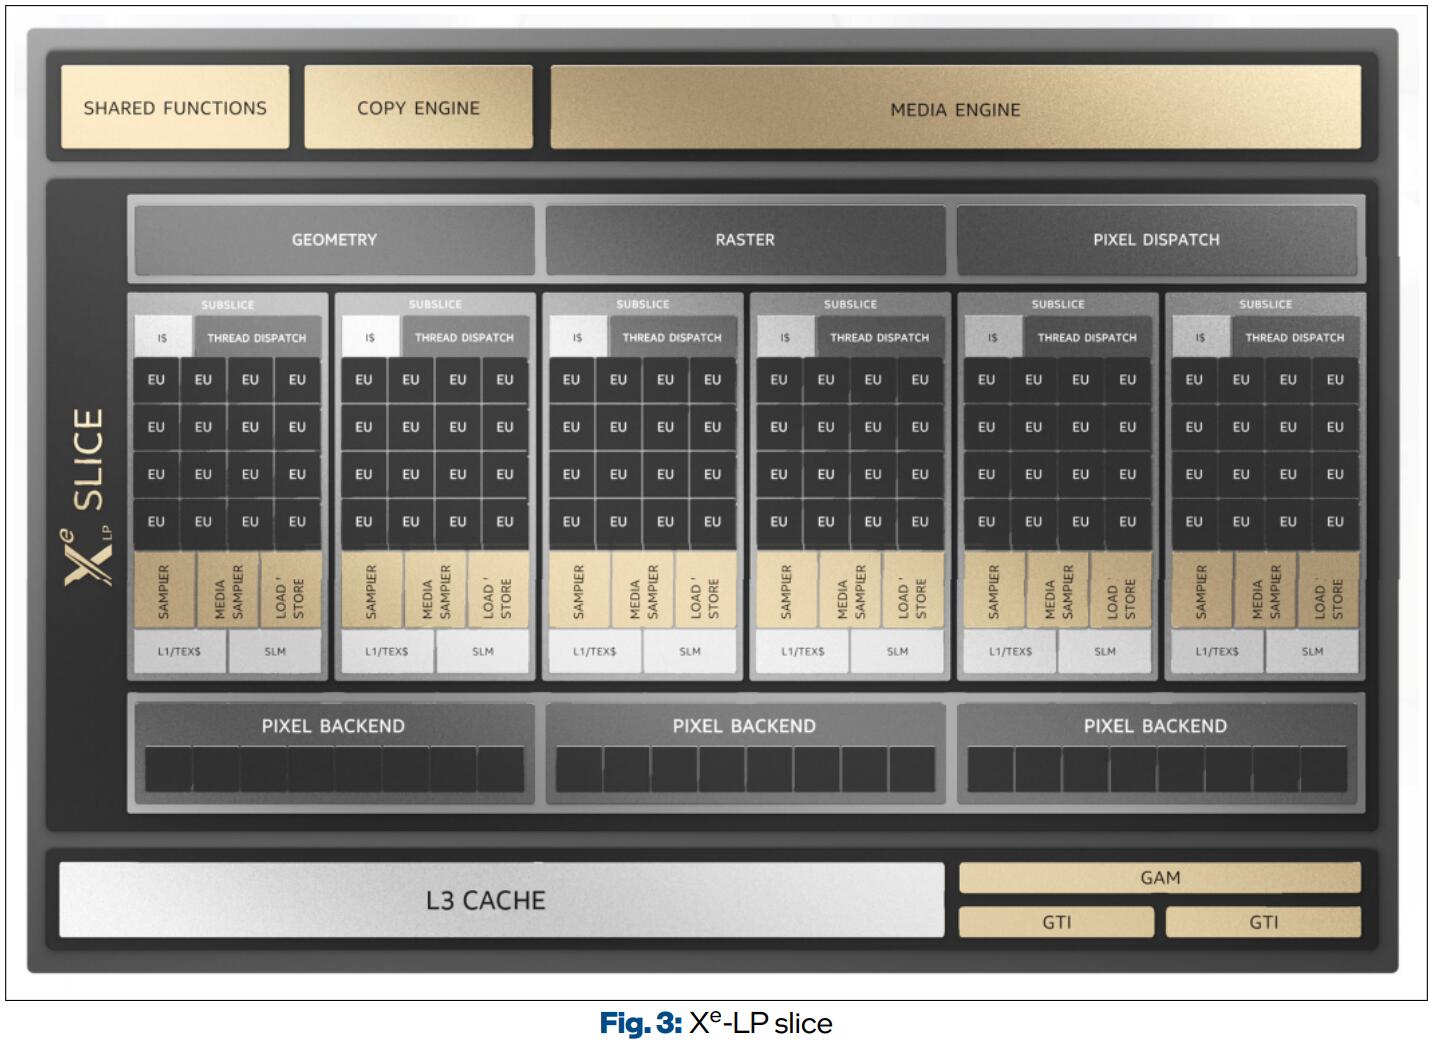 SHARED FUNCTIONS COPY ENGINE MEDIA ENGINE
GEOMETRY RASTER PIXEL DISPATCH
SUBSLICE SUBSLICE SUBSLICE SUBSLICE SUBSLICE SUBSLICE
I$ THREAD DISPATCH I$ THREAD DISPATCH I$ THREAD DISPATCH I$ THREAD DISPATCH I$ THREAD DISPATCH I$ THREAD DISPATCH
EU EU EU EU EU EU EU EU EU EU EU EU EU EU EU EU EU EU EU EU EU EU EU EU
EU EU EU EU EU EU EU EU EU EU EU EU EU EU EU EU EU EU EU EU EU EU EU EU
EU EU EU EU EU EU EU EU EU EU EU EU EU EU EU EU EU EU EU EU EU EU EU EU
EU EU EU EU EU EU EU EU EU EU EU EU EU EU EU EU EU EU EU EU EU EU EU EU
Xe LP SLICE
SAMPLER MEDIA SAMPLER LOAD' STORE SAMPLER MEDIA SAMPLER LOAD' STORE SAMPLER MEDIA SAMPLER LOAD' STORE SAMPLER MEDIA SAMPLER LOAD' STORE SAMPLER MEDIA SAMPLER LOAD' STORE SAMPLER MEDIA SAMPLER LOAD' STORE
L1/TEX$ SLM L1/TEX$ SLM L1/TEX$ SLM L1/TEX$ SLM L1/TEX$ SLM L1/TEX$ SLM
PIXEL BACKEND PIXEL BACKEND PIXEL BACKEND
L3 CACHE
GAM
GTI GTI
Fig. 3: Xe-LP slice